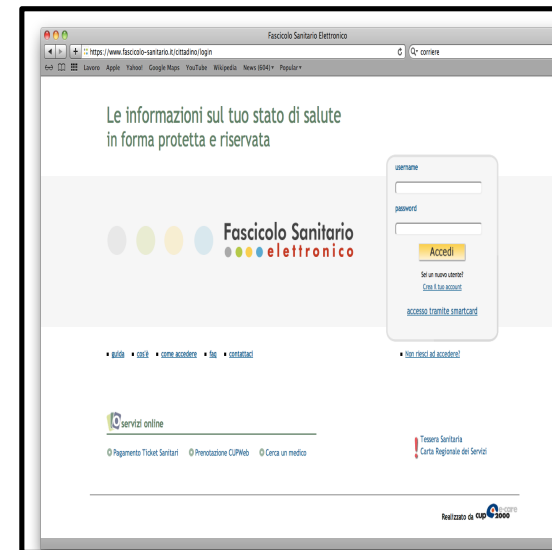 Fascicolo Sanitario Elettronico
https://www.fascicolo-sanitario.it/cittadino/login
corriere
Lavoro Apple Yahoo! Google Maps YouTube Wikipedia News (604) Popular
Le informazioni sul tuo stato di salute
in forma protetta e riservata
username
password
Accedi
Sei un nuovo utente?
Crea il tuo account
accesso tramite smartcard
Fascicolo Sanitario
elettronico
guida cos'è come accedere faq contattaci
Non riesci ad accedere!
servizi online
Pagamento Ticket Sanitari Prenotazione CUPWeb Cerca un medico
Tessera Sanitaria
Carta Regionale dei Servizi
Realizzato da cup e-care 2000